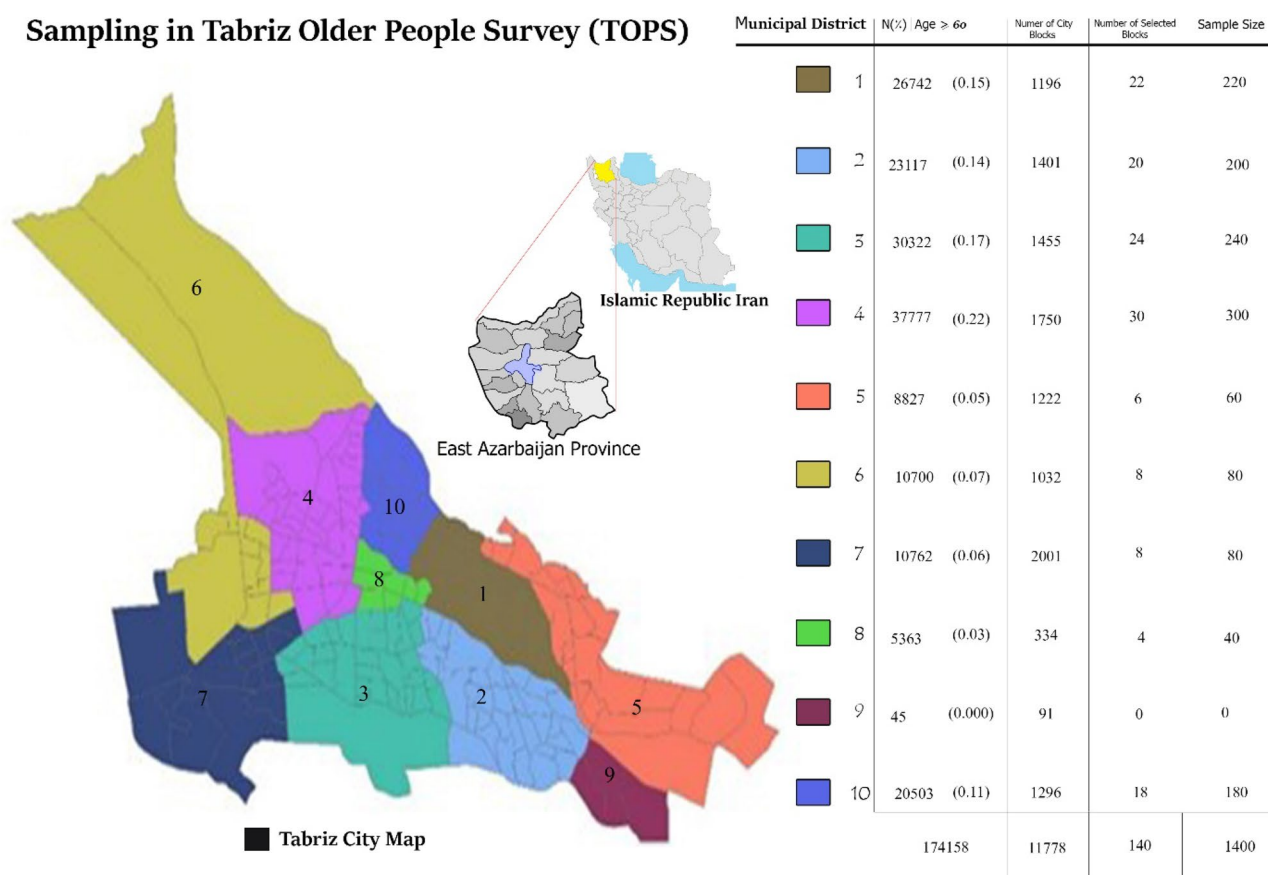 Sampling in Tabriz Older People Survey (TOPS)
Municipal District N(%) Age ≥ 60 Numer of City Blocks Number of Selected Blocks Sample Size
1 26742 (0.15) 1196 22 220
2 23117 (0.14) 1401 20 200
3 30322 (0.17) 1455 24 240
4 37777 (0.22) 1750 30 300
5 8827 (0.05) 1222 6 60
6 10700 (0.07) 1032 8 80
7 10762 (0.06) 2001 8 80
8 5363 (0.03) 334 4 40
9 45 (0.000) 91 0 0
10 20503 (0.11) 1296 18 180
174158 11778 140 1400
Islamic Republic Iran
East Azarbaijan Province
6
4
10
8
1
7
3
2
5
9
Tabriz City Map